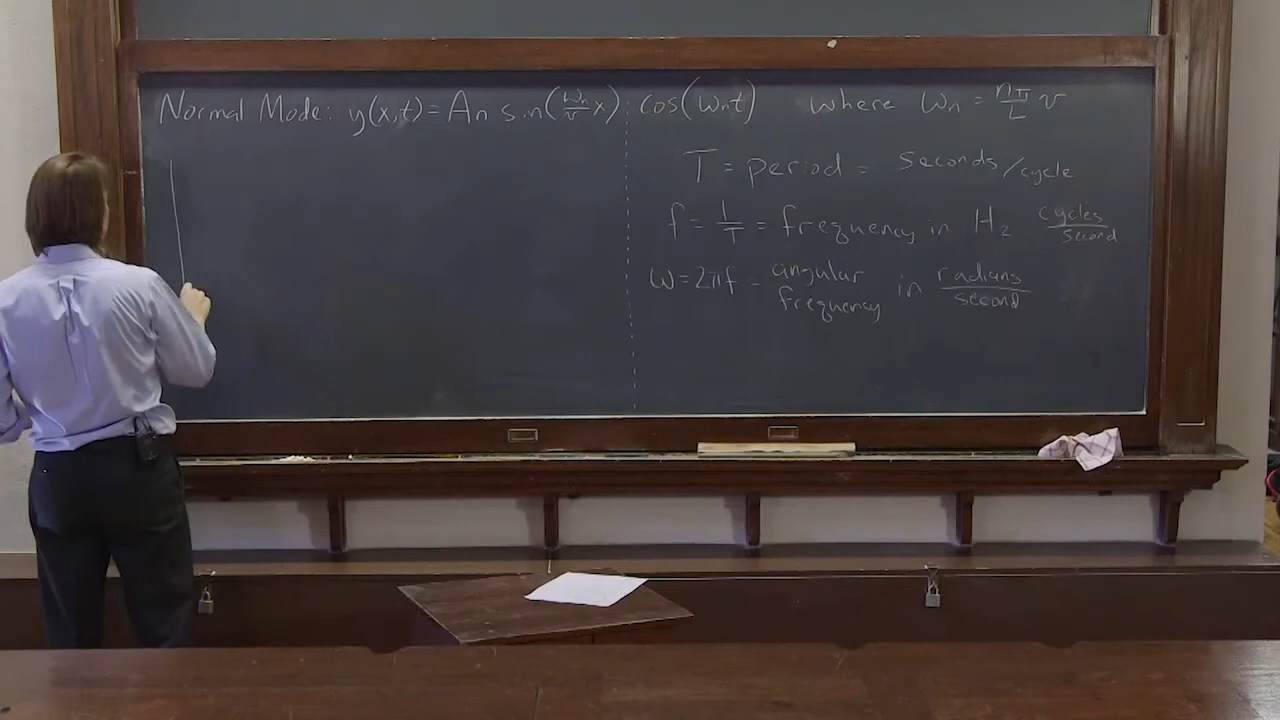 Normal Mode: y(x,t) = An sin(ωn/v x) cos(ωnt) where ωn = nπ/L v
T = period = seconds/cycle
f = 1/T = frequency in Hz cycles/second
ω = 2πf = angular frequency in radians/second